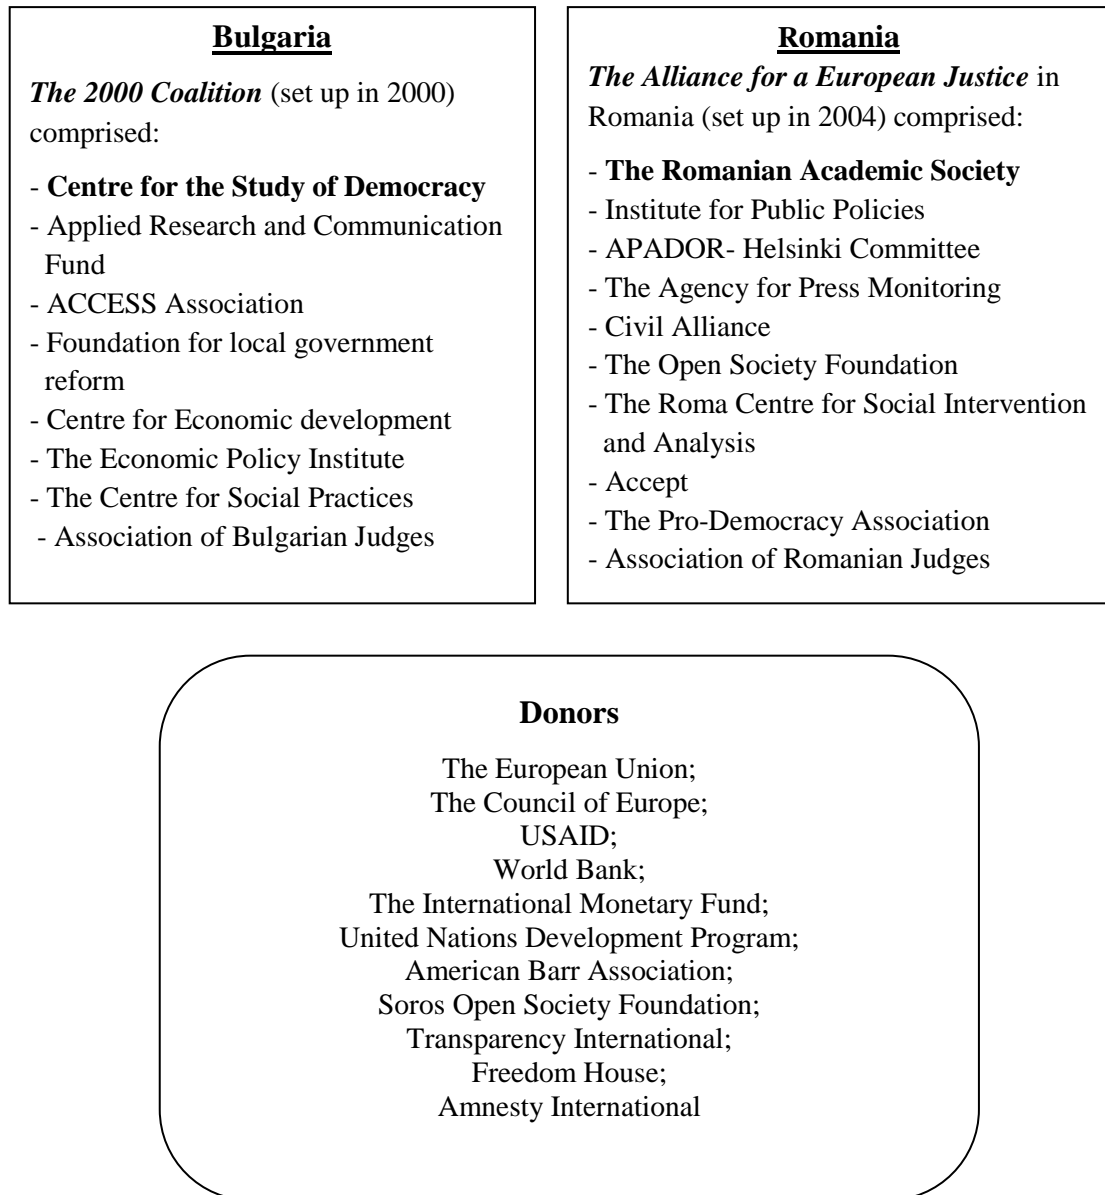 Bulgaria
The 2000 Coalition (set up in 2000)
comprised:
- Centre for the Study of Democracy
- Applied Research and Communication
Fund
- ACCESS Association
- Foundation for local government
reform
- Centre for Economic development
- The Economic Policy Institute
- The Centre for Social Practices
- Association of Bulgarian Judges
Romania
The Alliance for a European Justice in
Romania (set up in 2004) comprised:
- The Romanian Academic Society
- Institute for Public Policies
- APADOR- Helsinki Committee
- The Agency for Press Monitoring
- Civil Alliance
- The Open Society Foundation
- The Roma Centre for Social Intervention
and Analysis
- Accept
- The Pro-Democracy Association
- Association of Romanian Judges
Donors
The European Union;
The Council of Europe;
USAID;
World Bank;
The International Monetary Fund;
United Nations Development Program;
American Barr Association;
Soros Open Society Foundation;
Transparency International;
Freedom House;
Amnesty International